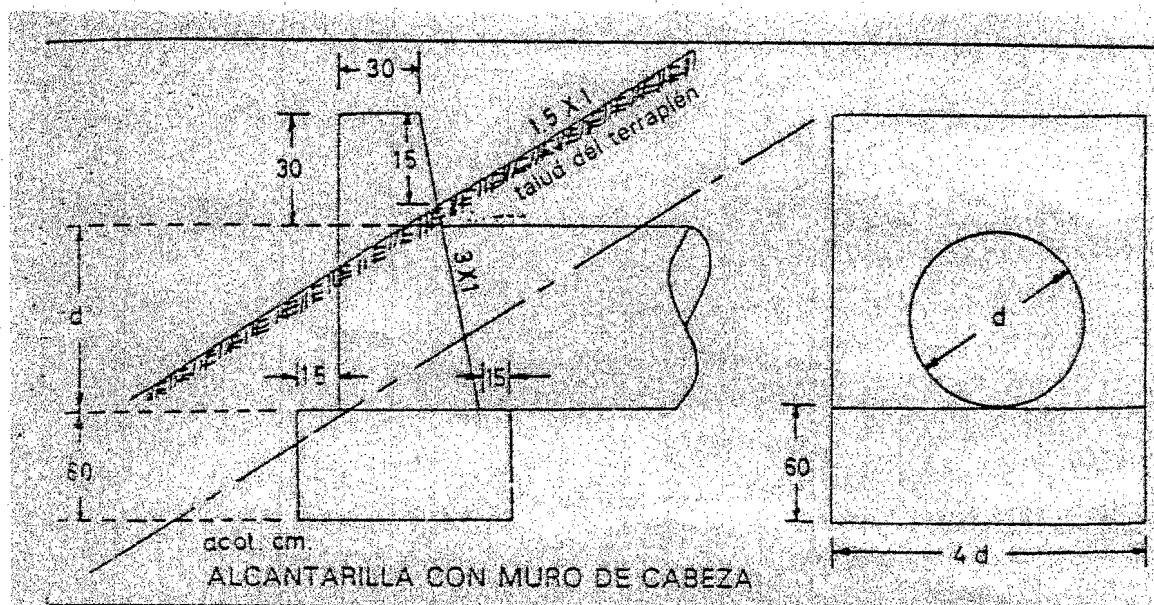 30
1.5 X 1
talud del terraplén
30
15
d
3 X 1
d
15
15
60
60
acot. cm.
4 d
ALCANTARILLA CON MURO DE CABEZA